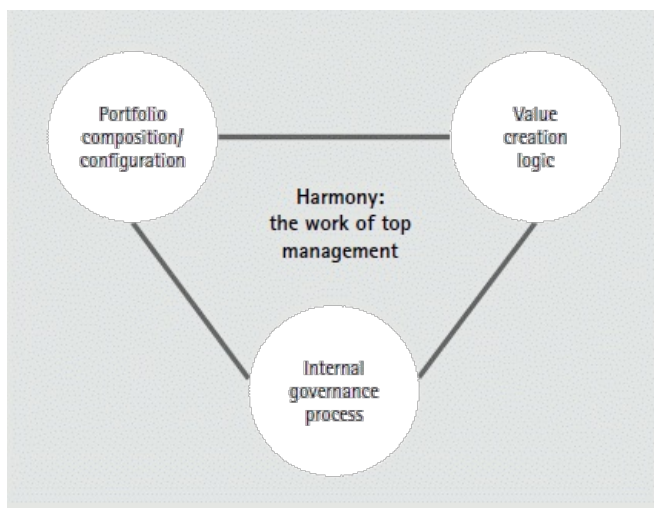 Portfolio
composition/
configuration
Value
creation
logic
Harmony:
the work of top
management
Internal
governance
process